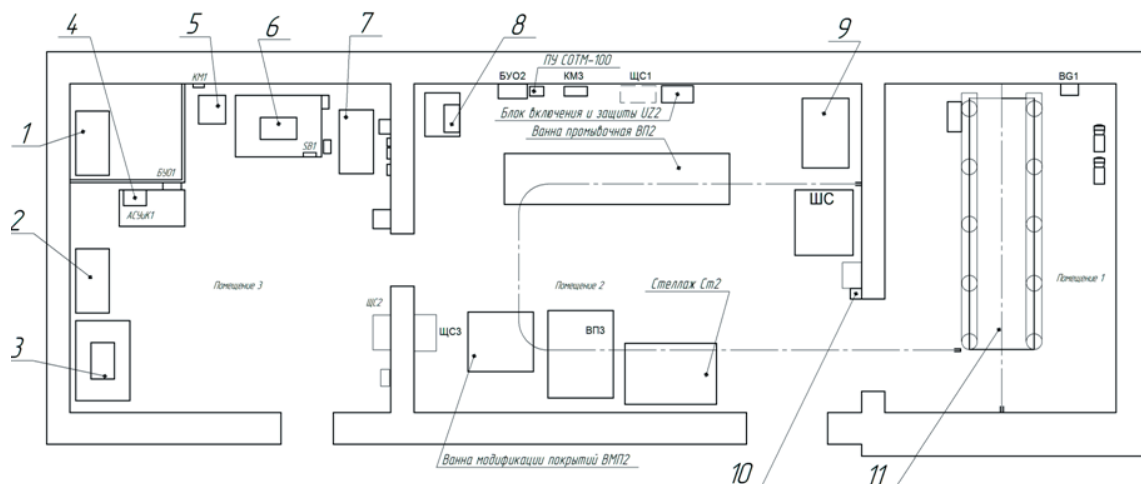 4
5
6
7
8
9
ПУ СОТМ-100
КМ1
БУО2
КМ3
ЩС1
BG1
Блок включения и защиты UZ2
1
Ванна промывочная ВП2
SB1
БУО1
АСУиК1
ШС
2
Помещение 3
Помещение 2
Стеллаж Ст2
Помещение 1
ЩС2
ЩС3
ВП3
3
Ванна модификации покрытий ВМП2
10
11